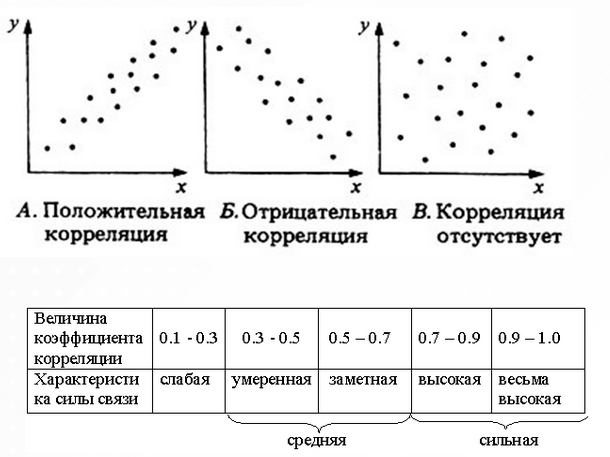 y
x
y
x
y
x
А. Положительная
корреляция
Б. Отрицательная
корреляция
В. Корреляция
отсутствует
Величина
коэффициента
корреляции
0.1 - 0.3
0.3 - 0.5
0.5 – 0.7
0.7 – 0.9
0.9 – 1.0
Характеристи
ка силы связи
слабая
умеренная
заметная
высокая
весьма
высокая
средняя
сильная